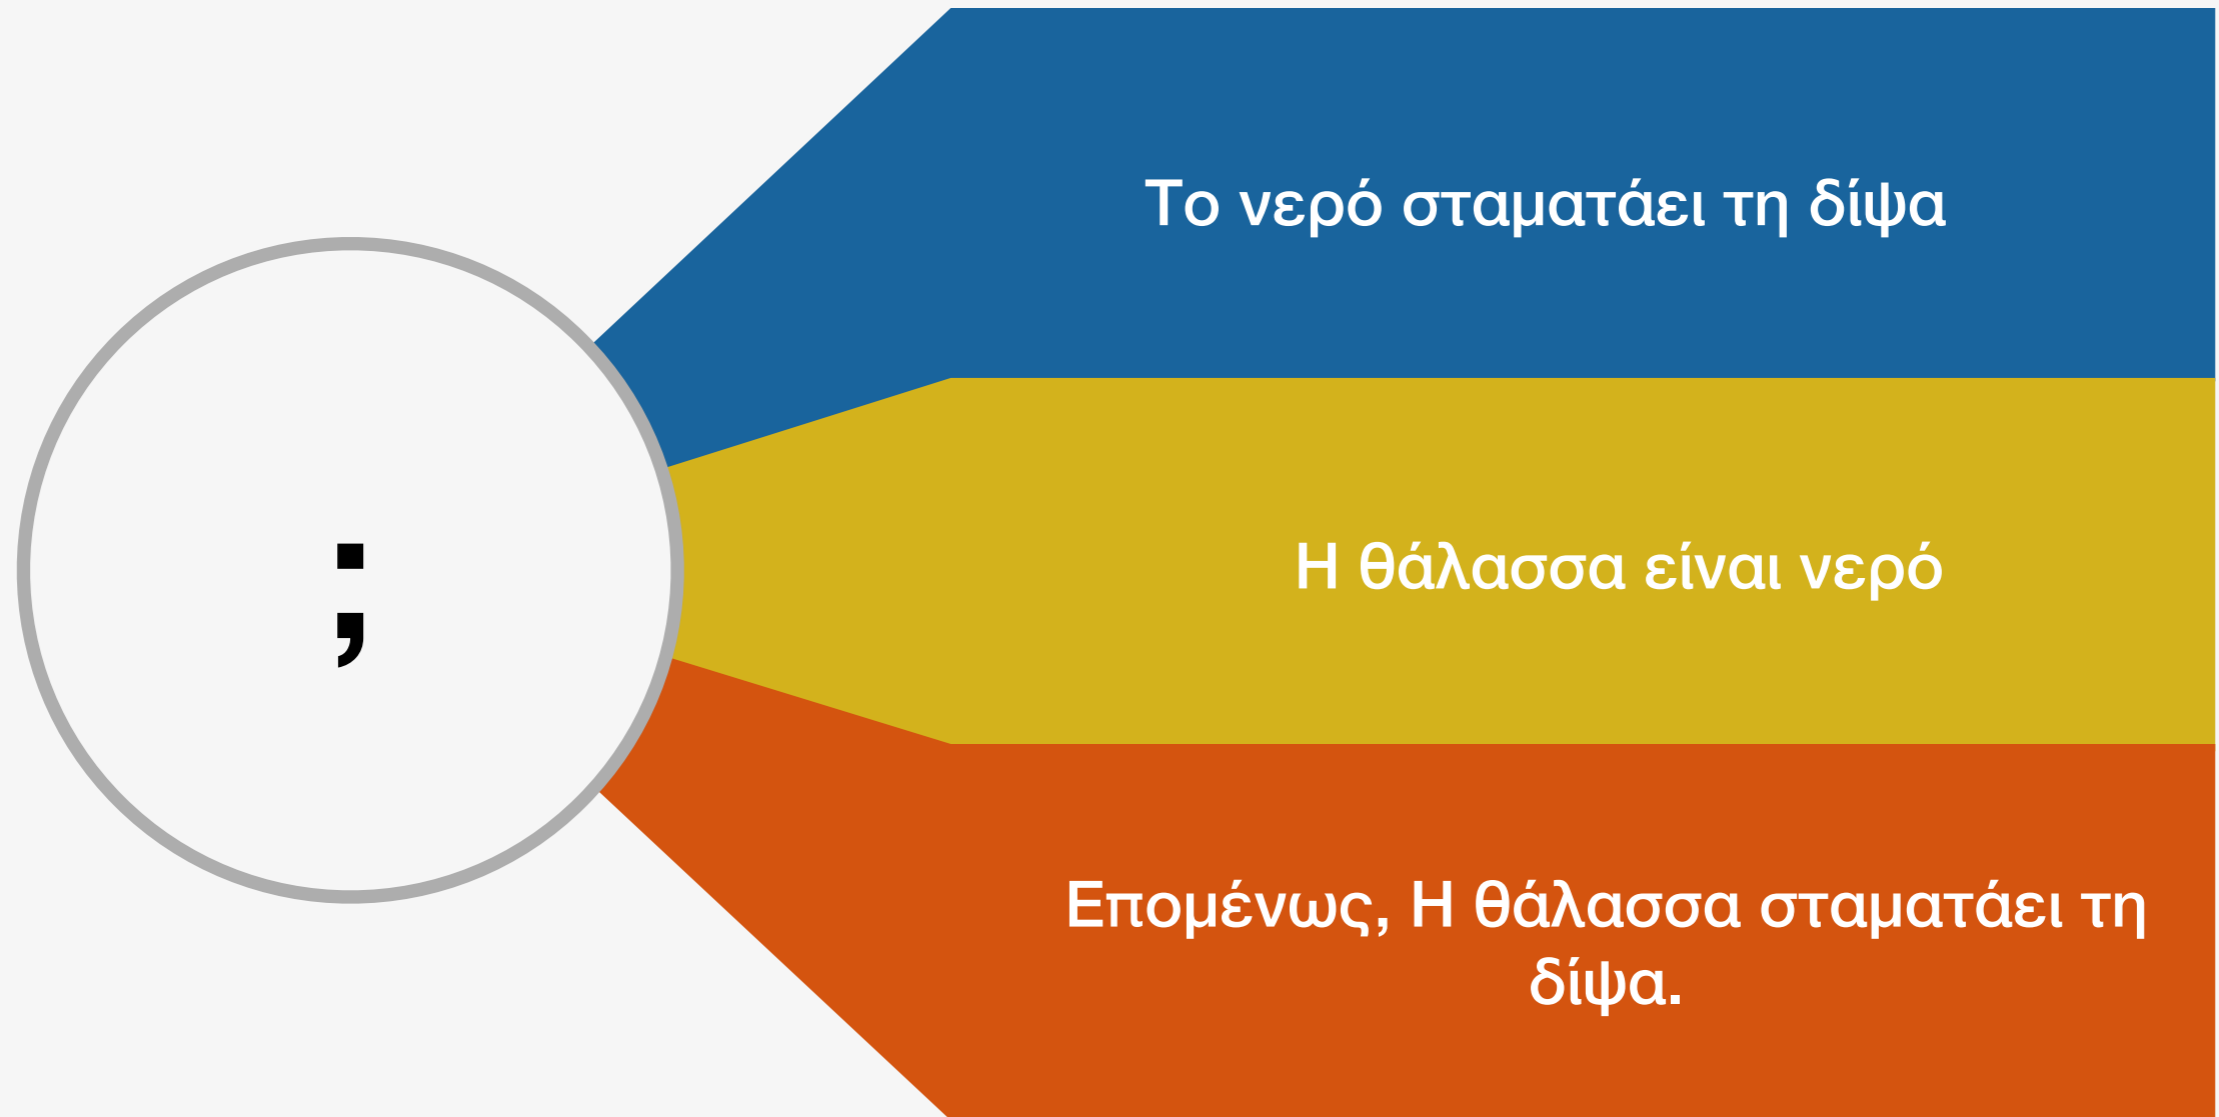 ;
Το νερό σταματάει τη δίψα
Η θάλασσα είναι νερό
Επομένως, Η θάλασσα σταματάει τη
δίψα.